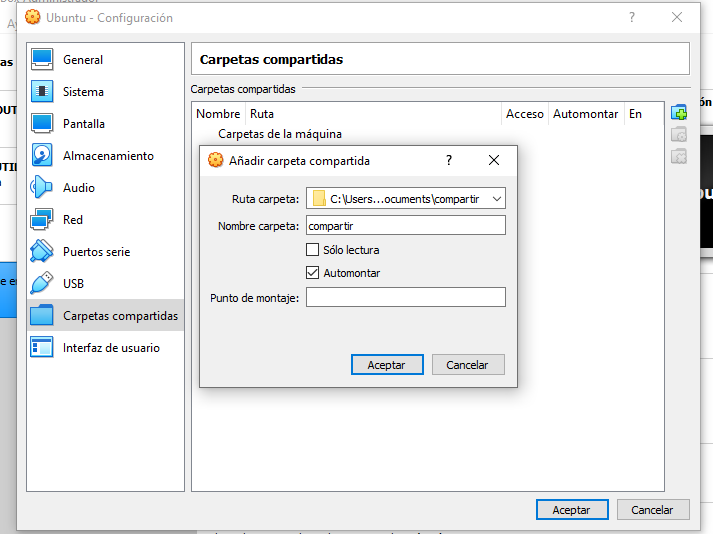 Ubuntu - Configuración
?
General
Sistema
Pantalla
Almacenamiento
Audio
Red
Puertos serie
USB
Carpetas compartidas
Interfaz de usuario
Carpetas compartidas
Carpetas compartidas
Nombre Ruta Acceso Automontar En
Carpetas de la máquina
Añadir carpeta compartida ?
Ruta carpeta: C:\Users...ocuments\compartir
Nombre carpeta: compartir
Sólo lectura
Automontar
Punto de montaje:
Aceptar Cancelar
Aceptar Cancelar